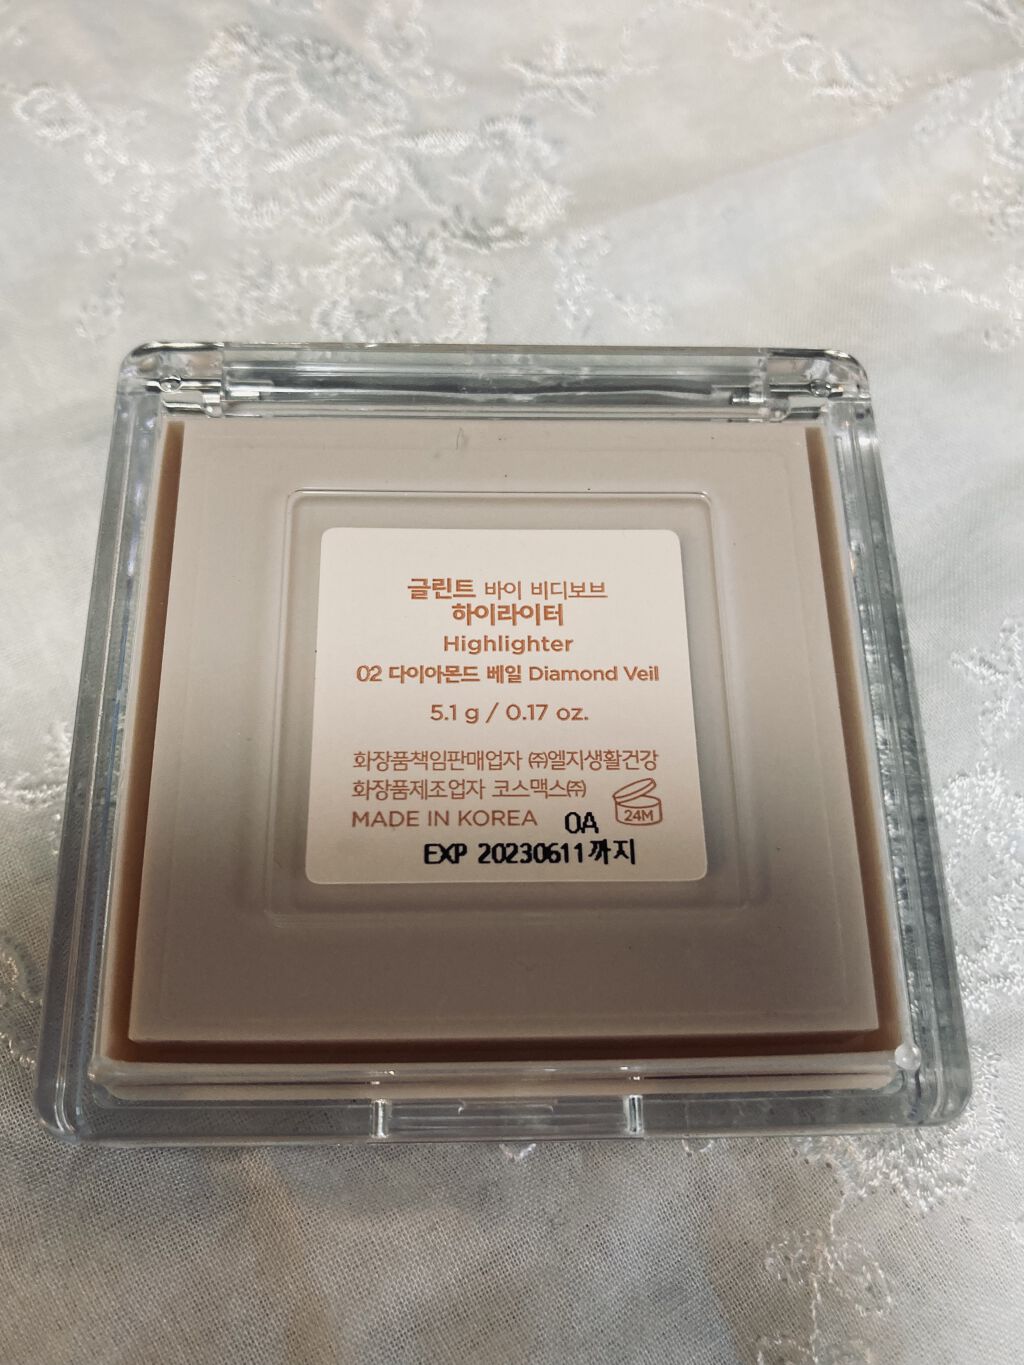 글린트 바이 비디보브
하이라이터
Highlighter
02 다이아몬드 베일 Diamond Veil
5.1 g / 0.17 oz.
화장품책임판매업자 ㈜엘지생활건강
화장품제조업자 코스맥스㈜
MADE IN KOREA 0A 24M
EXP 20230611까지